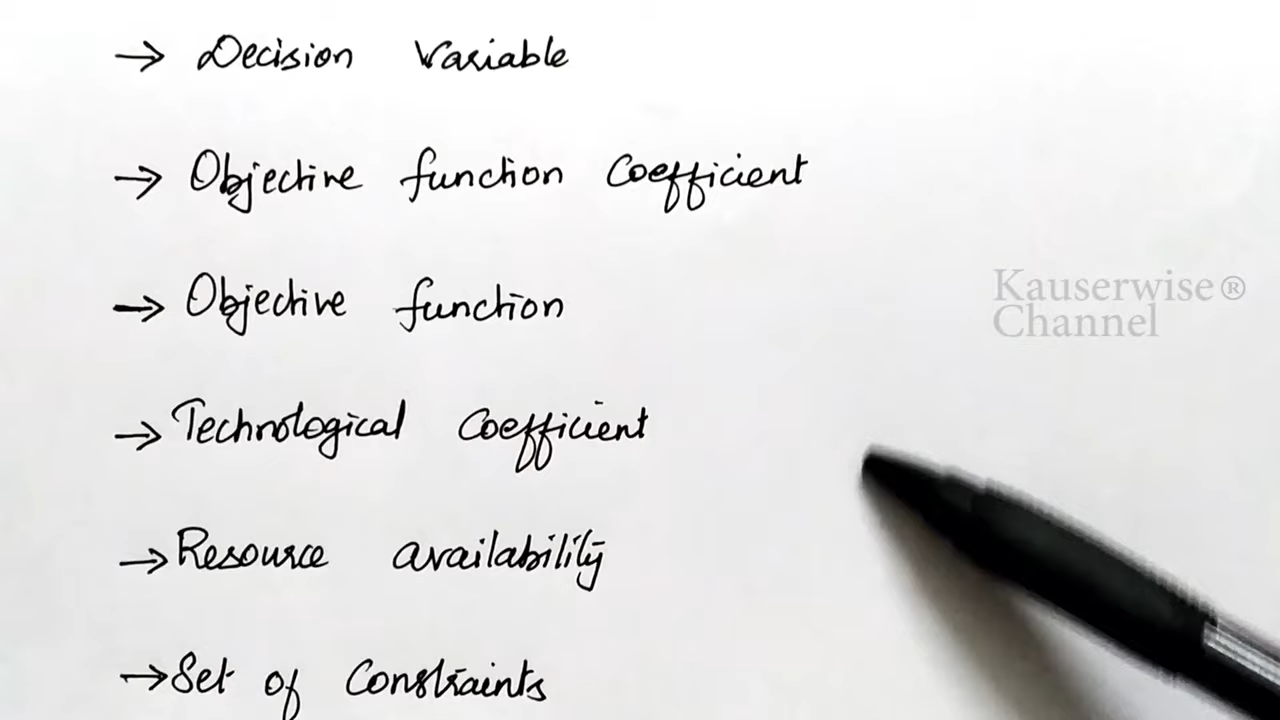 → Decision Variable
→ Objective function Coefficient
→ Objective function
Kauserwise®
Channel
→ Technological Coefficient
→ Resource availability
→ Set of Constraints